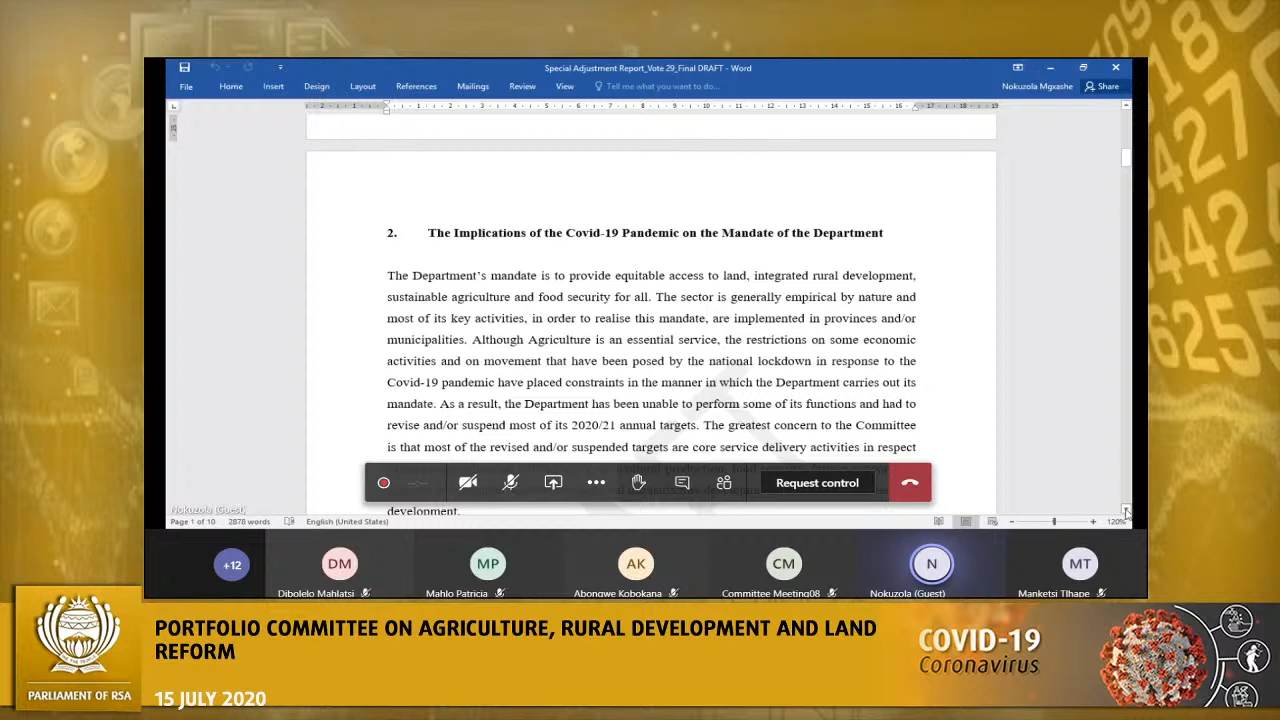 Special Adjustment Report_Vote 29_Final DRAFT - Word
File Home Insert Design Layout References Mailings Review View Tell me what you want to do... Nokuzola Mgxashe Share
2. The Implications of the Covid-19 Pandemic on the Mandate of the Department
The Department's mandate is to provide equitable access to land, integrated rural development,
sustainable agriculture and food security for all. The sector is generally empirical by nature and
most of its key activities, in order to realise this mandate, are implemented in provinces and/or
municipalities. Although Agriculture is an essential service, the restrictions on some economic
activities and on movement that have been posed by the national lockdown in response to the
Covid-19 pandemic have placed constraints in the manner in which the Department carries out its
mandate. As a result, the Department has been unable to perform some of its functions and had to
revise and/or suspend most of its 2020/21 annual targets. The greatest concern to the Committee
is that most of the revised and/or suspended targets are core service delivery activities in respect
Request control
development.
Nokuzola (Guest)
Page 1 of 10 2878 words English (United States) 120%
+12 DM MP AK CM N MT
Dibolelo Mahlatsi Mahlo Patricia Abongwe Kobokana Committee Meeting08 Nokuzola (Guest) Manketsi Tlhape
PORTFOLIO COMMITTEE ON AGRICULTURE, RURAL DEVELOPMENT AND LAND
REFORM
COVID-19
Coronavirus
PARLIAMENT OF RSA
15 JULY 2020